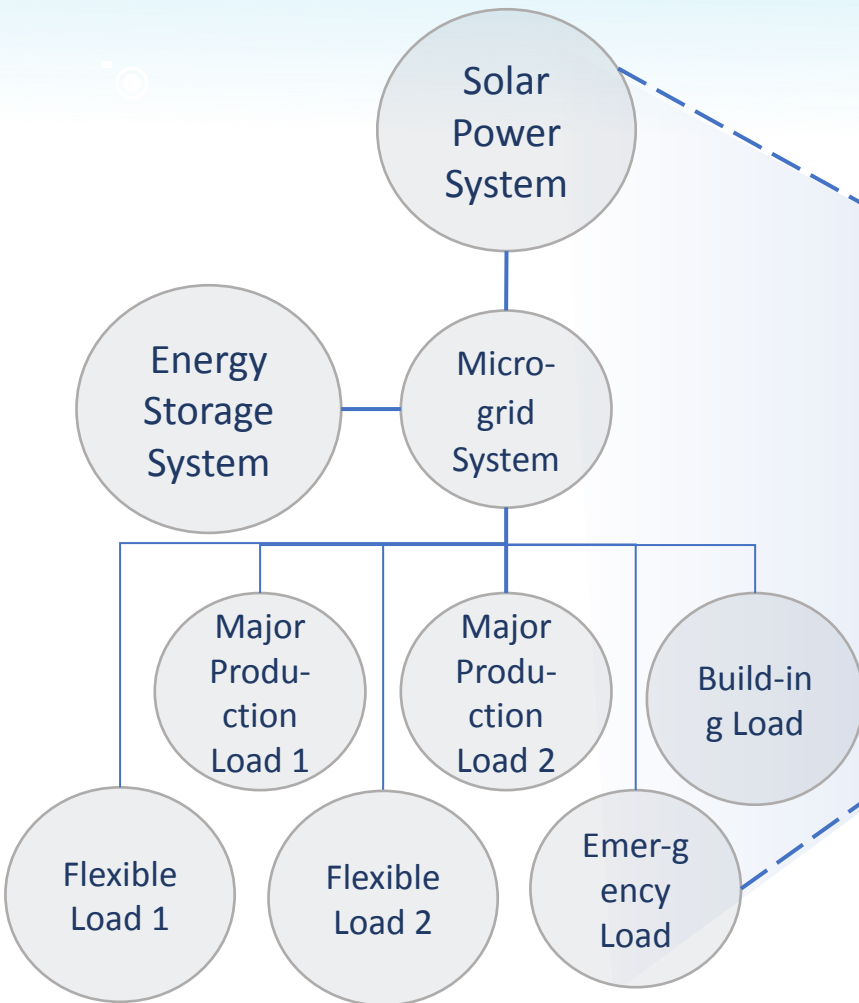 Solar
Power
System
Energy
Storage
System
Micro-
grid
System
Major
Produ-
ction
Load 1
Major
Produ-
ction
Load 2
Build-in
g Load
Flexible
Load 1
Flexible
Load 2
Emer-g
ency
Load